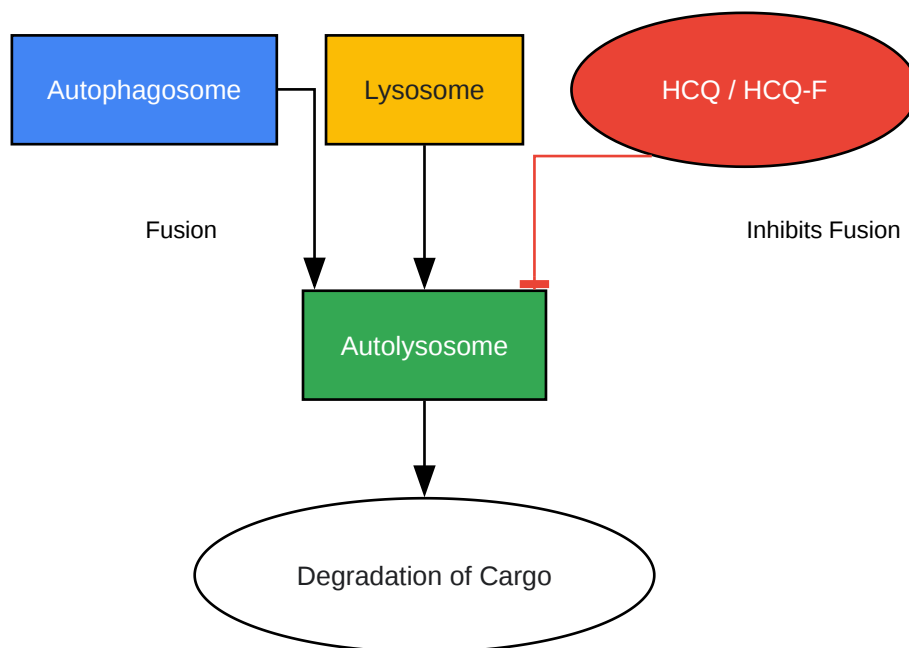 Autophagosome
Lysosome
HCQ / HCQ-F
Fusion
Inhibits Fusion
Autolysosome
Degradation of Cargo